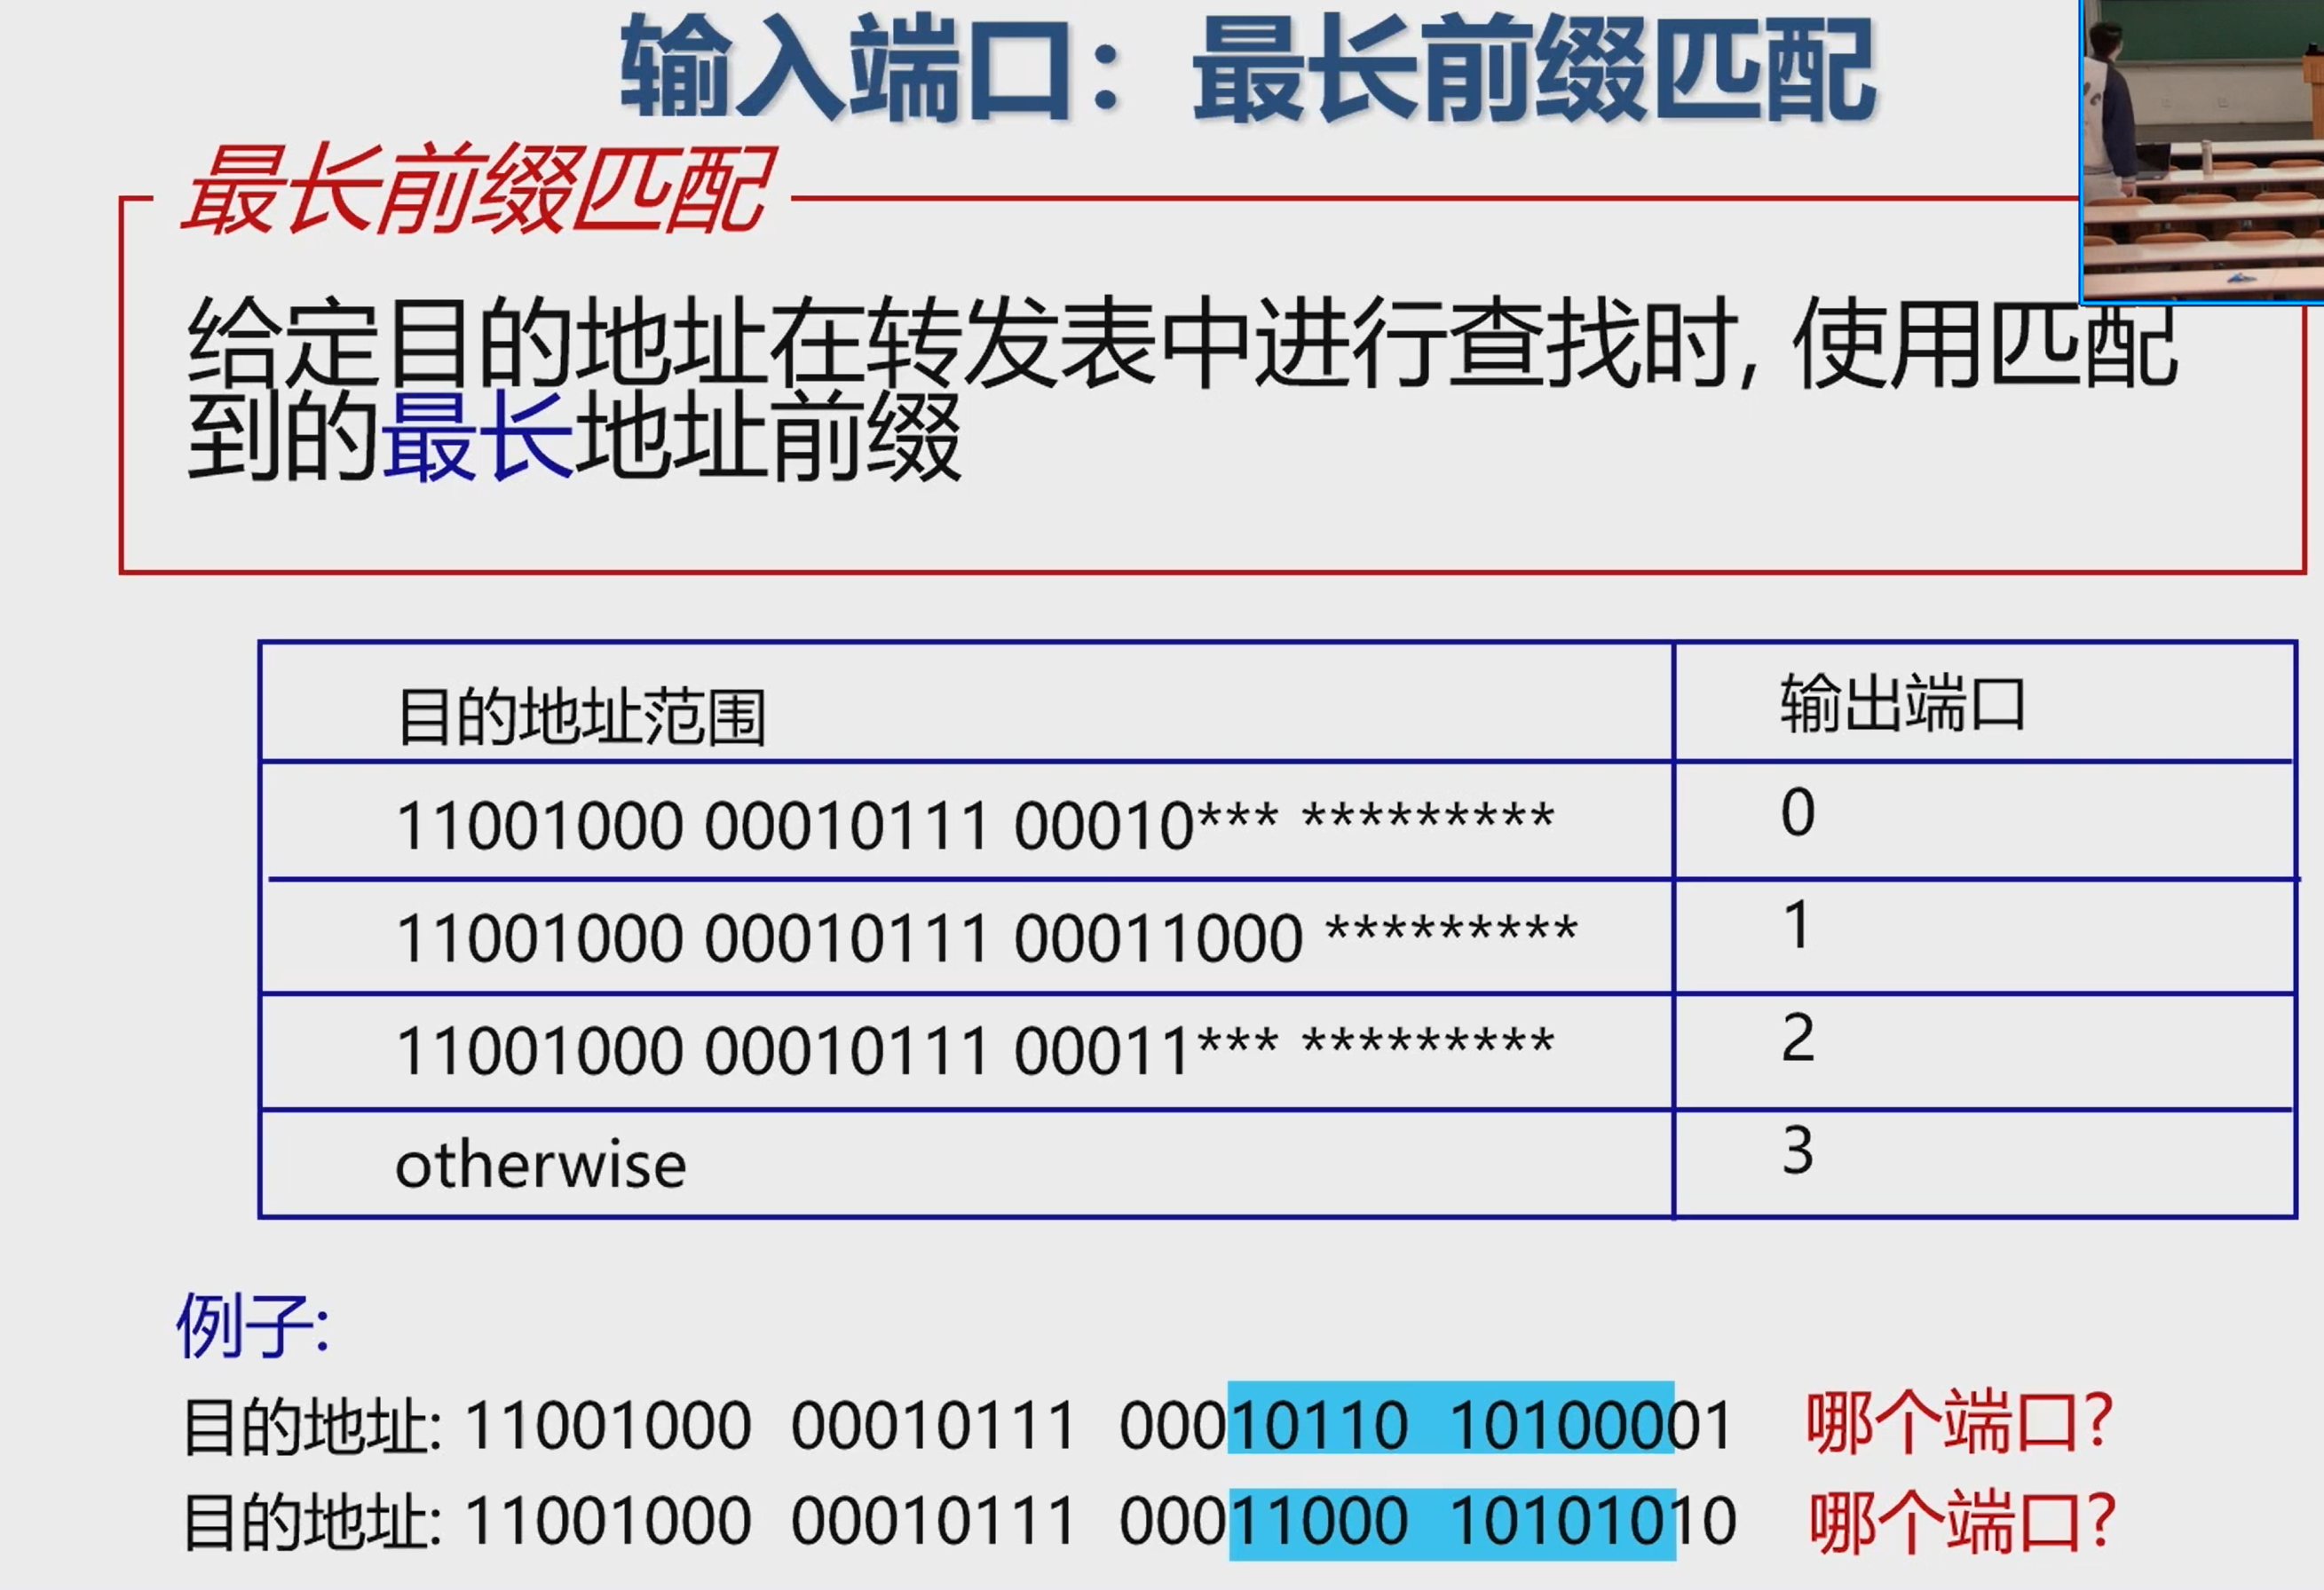 输入端口：最长前缀匹配
最长前缀匹配
给定目的地址在转发表中进行查找时, 使用匹配
到的最长地址前缀
目的地址范围 输出端口
11001000 00010111 00010*** ********* 0
11001000 00010111 00011000 ********* 1
11001000 00010111 00011*** ********* 2
otherwise 3
例子:
目的地址: 11001000 00010111 00010110 10100001 哪个端口?
目的地址: 11001000 00010111 00011000 10101010 哪个端口?